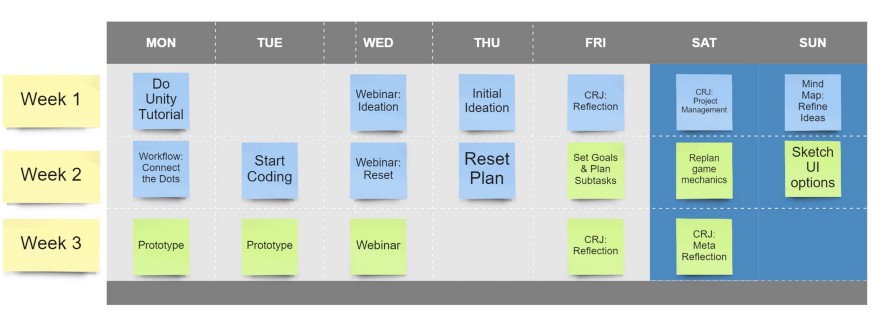 MON TUE WED THU FRI SAT SUN
Week 1
Do
Unity
Tutorial
Webinar:
Ideation
Initial
Ideation
CRJ:
Reflection
CRJ:
Project
Management
Mind
Map:
Refine
Ideas
Week 2
Workflow:
Connect
the Dots
Start
Coding
Webinar:
Reset
Reset
Plan
Set Goals
& Plan
Subtasks
Replan
game
mechanics
Sketch
UI
options
Week 3
Prototype
Prototype
Webinar
CRJ:
Reflection
CRJ:
Meta
Reflection